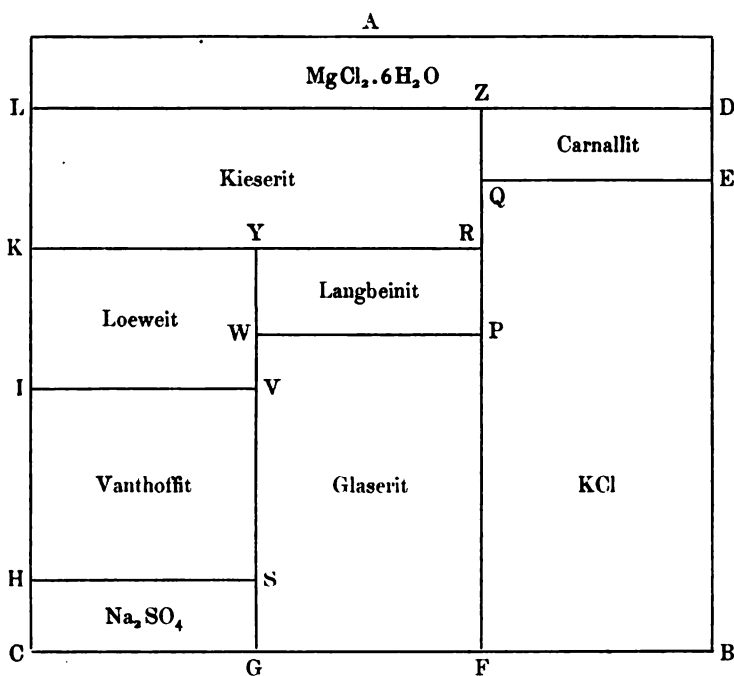 A
MgCl₂.6H₂O
L Z D
Carnallit
E
Kieserit
Q
K Y R
Langbeinit
Loeweit
W P
I V
Vanthoffit Glaserit KCl
H S
Na₂SO₄
C G F B